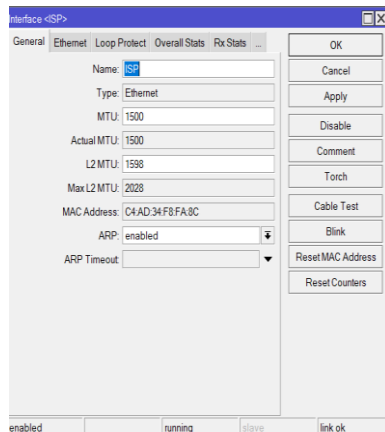 Interface <ISP>
General Ethernet Loop Protect Overall Stats Rx Stats ...
Name: ISP
Type: Ethernet
MTU: 1500
Actual MTU: 1500
L2 MTU: 1598
Max L2 MTU: 2028
MAC Address: C4:AD:34:F8:FA:8C
ARP: enabled
ARP Timeout:
OK
Cancel
Apply
Disable
Comment
Torch
Cable Test
Blink
Reset MAC Address
Reset Counters
enabled running slave link ok